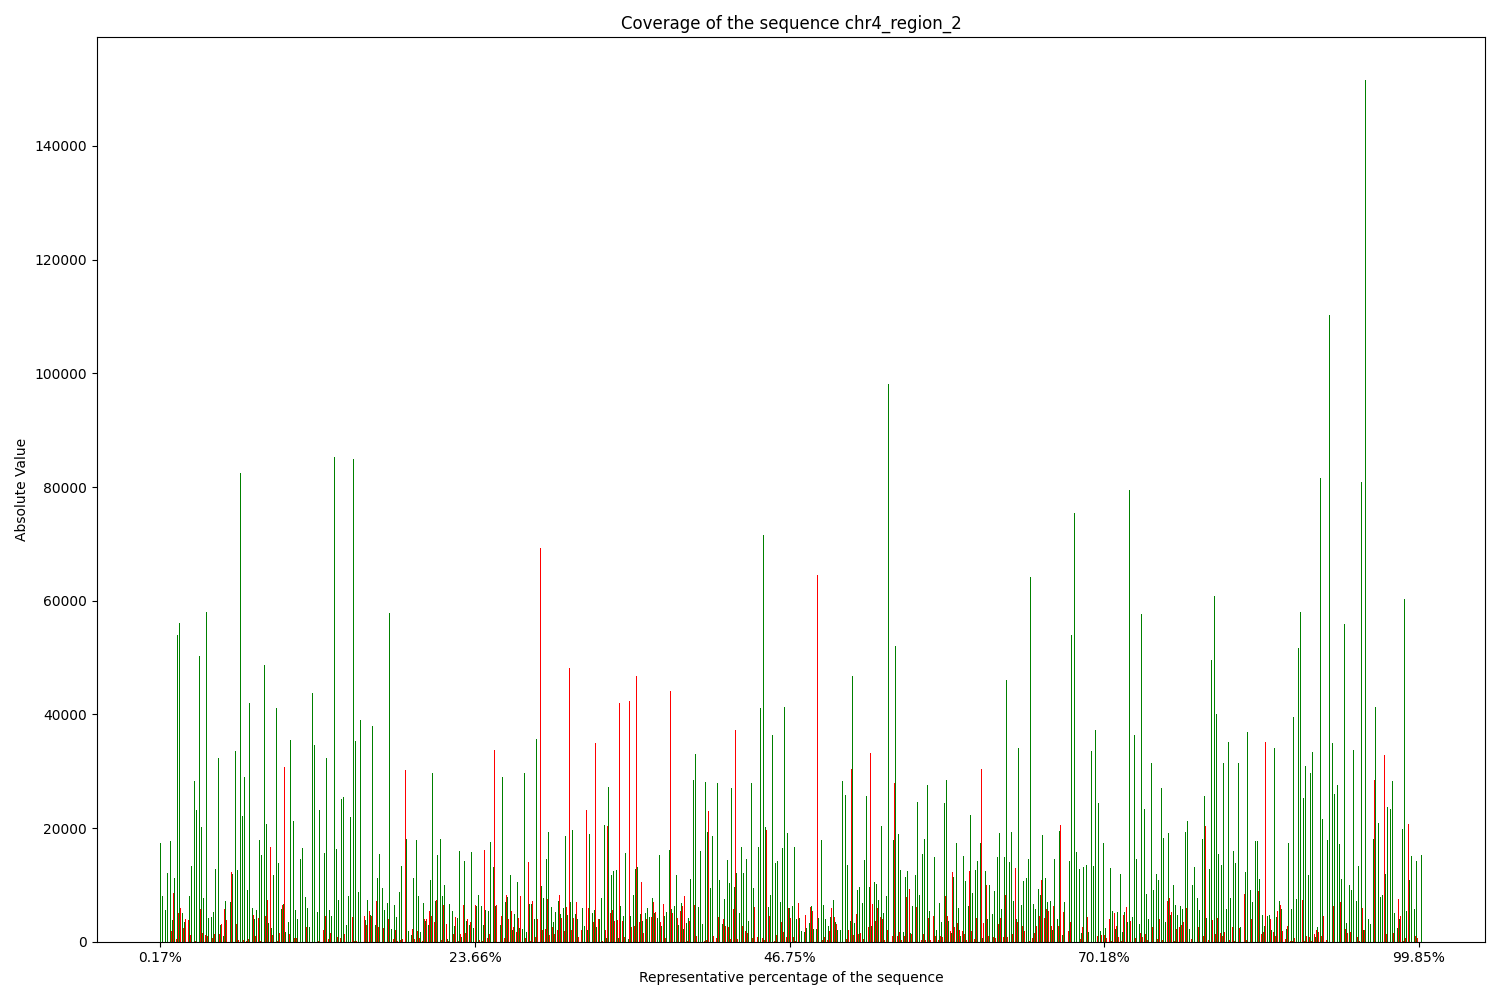 Coverage of the sequence chr4_region_2
Absolute Value
140000
120000
100000
80000
60000
40000
20000
0
0.17% 23.66% 46.75% 70.18% 99.85%
Representative percentage of the sequence